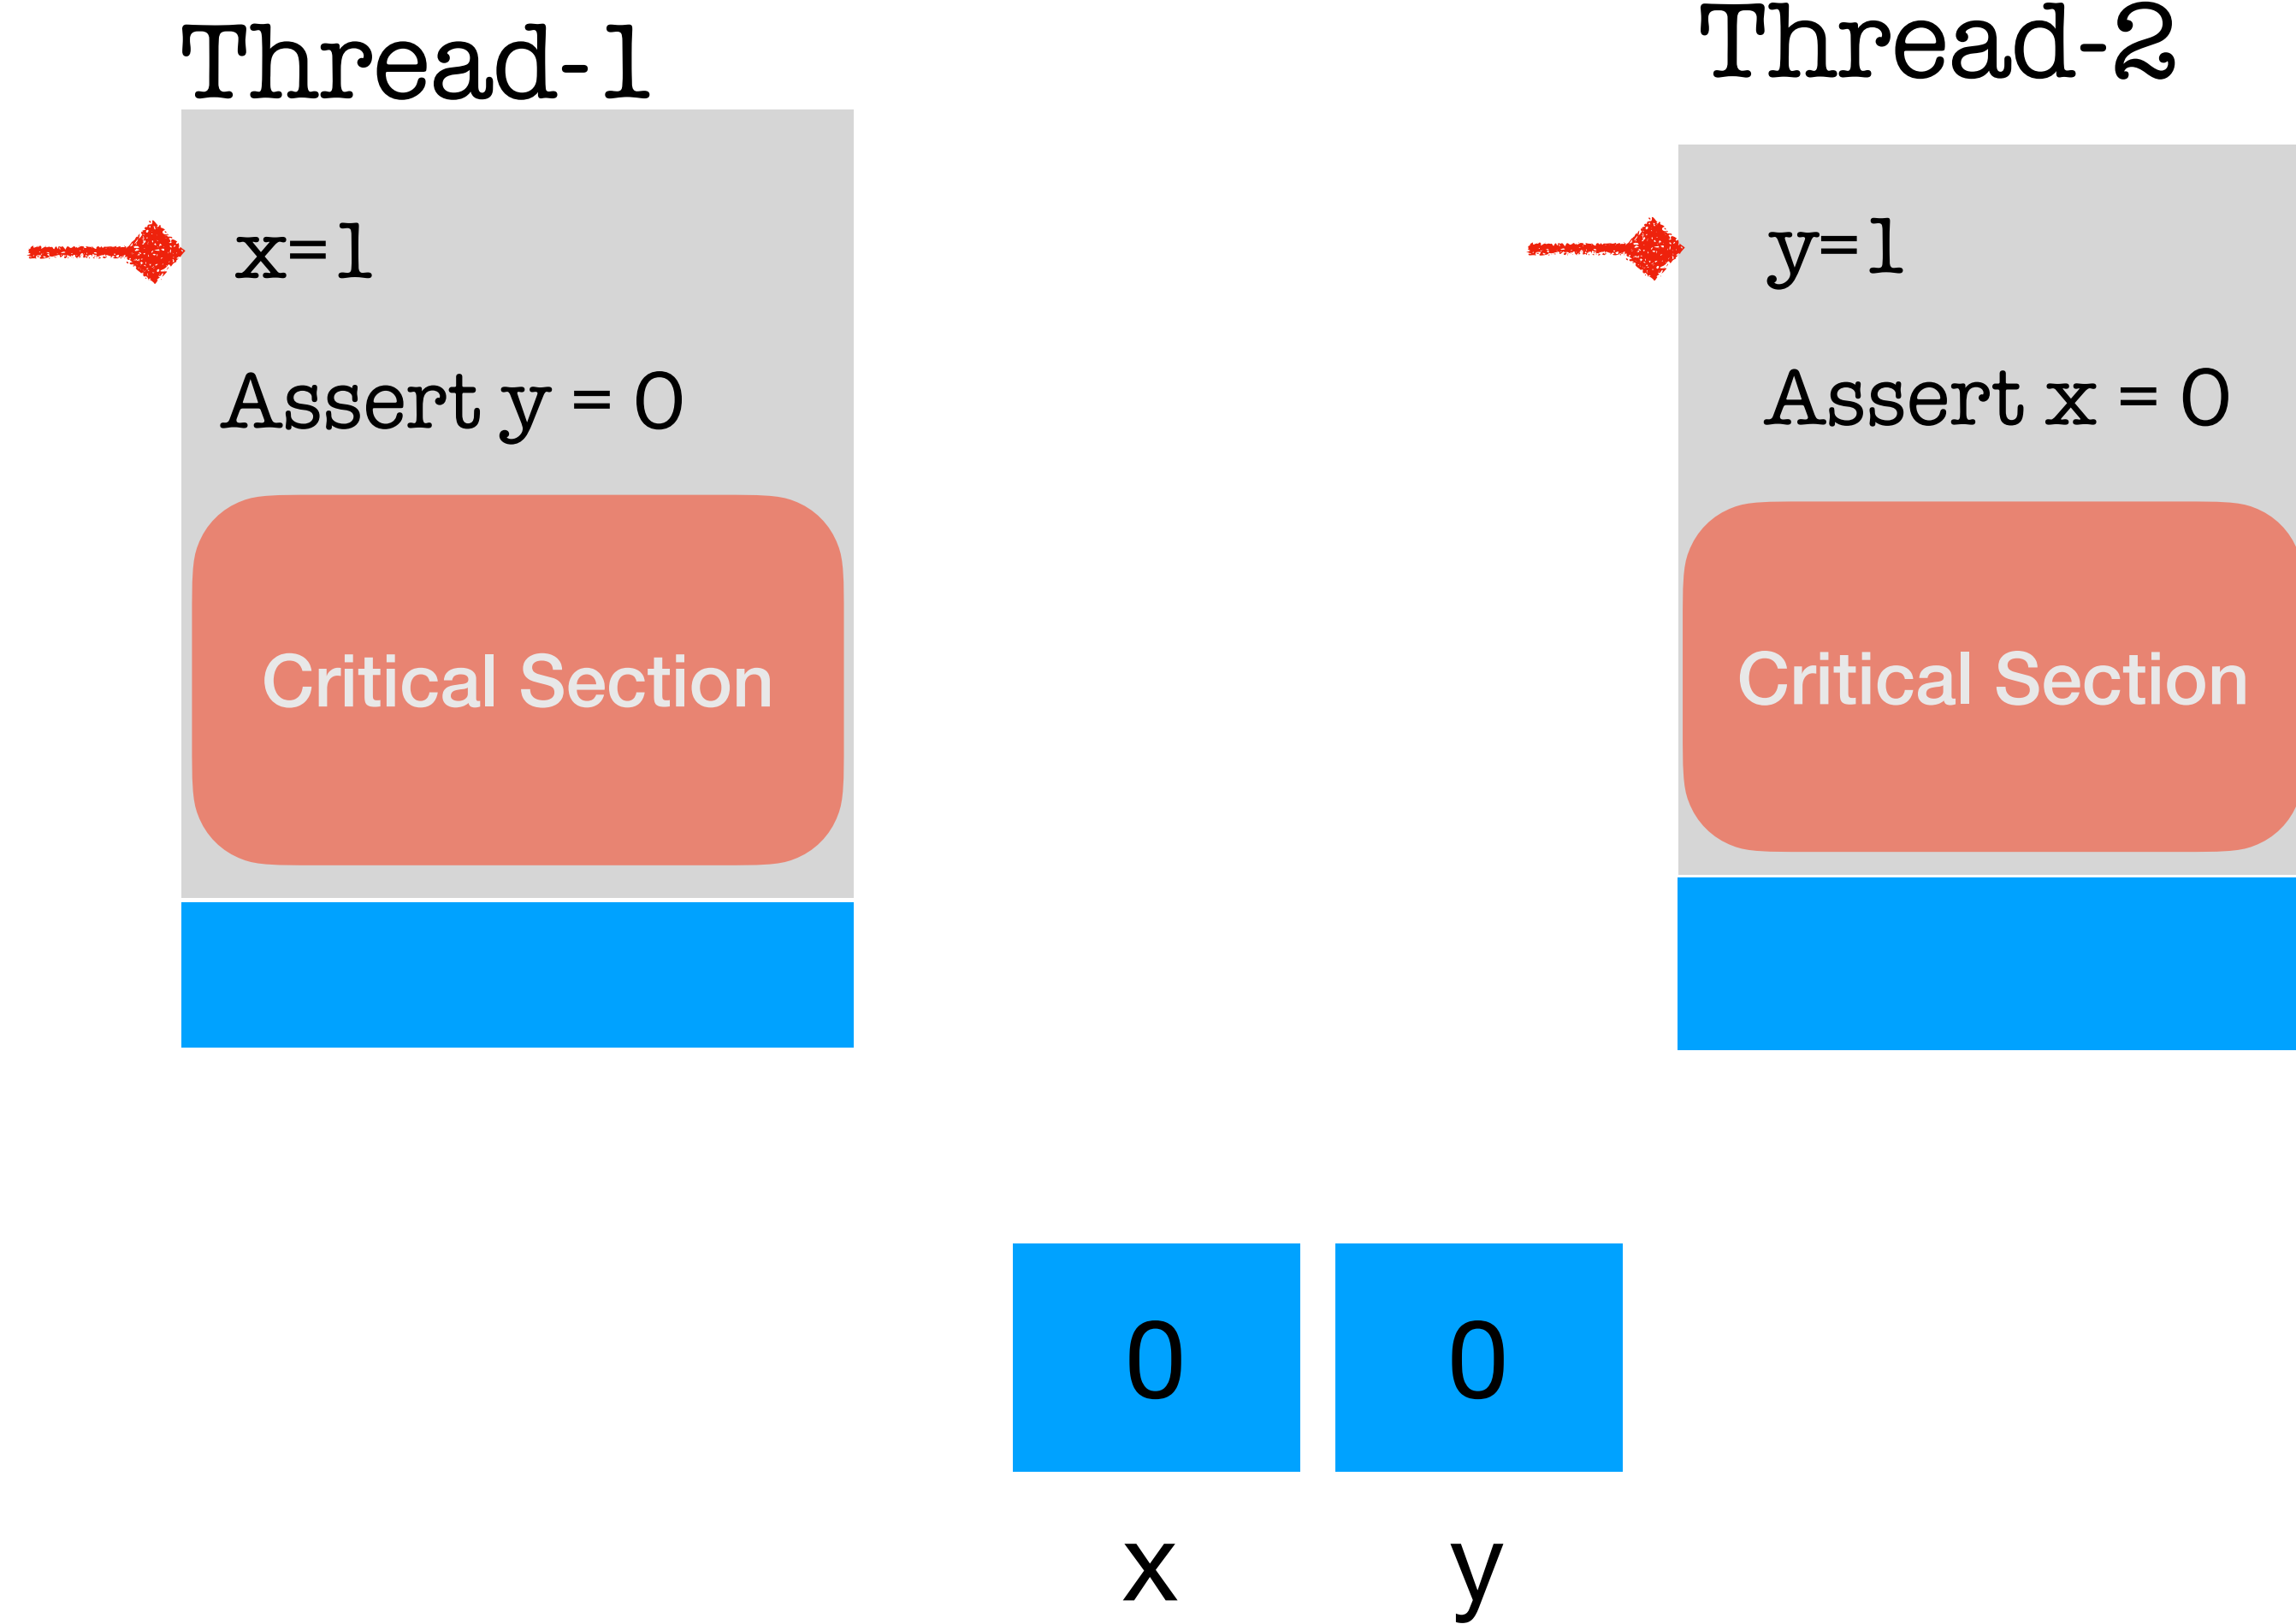 Thread-1
x=1
Assert y = 0
Critical Section
Thread-2
y=1
Assert x = 0
Critical Section
0
0
x
y